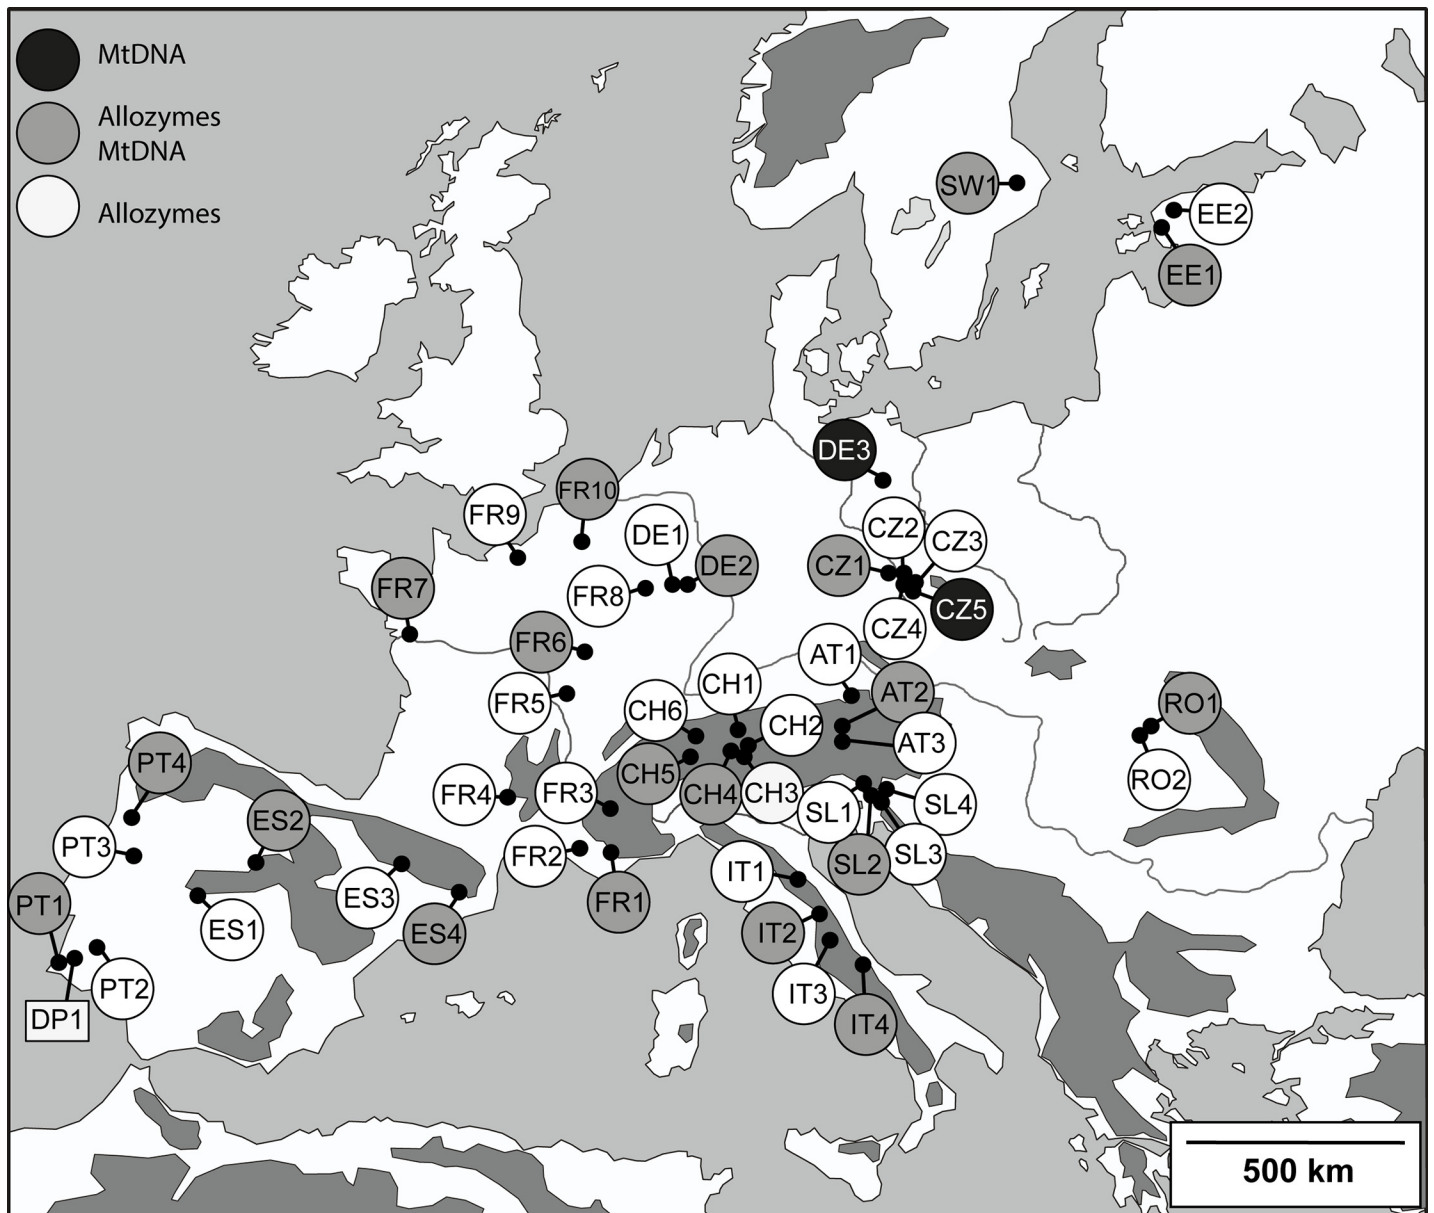 MtDNA
Allozymes
MtDNA
Allozymes
SW1
EE2
EE1
DE3
FR10
FR9
DE1
CZ2
CZ3
DE2
CZ1
FR7
FR8
CZ5
CZ4
FR6
AT1
CH1
AT2
FR5
CH6
RO1
CH2
AT3
PT4
CH5
RO2
FR4
FR3
CH4
CH3
SL4
SL1
ES2
PT3
FR2
SL3
SL2
IT1
ES3
FR1
PT1
ES1
ES4
IT2
PT2
IT3
DP1
IT4
500 km